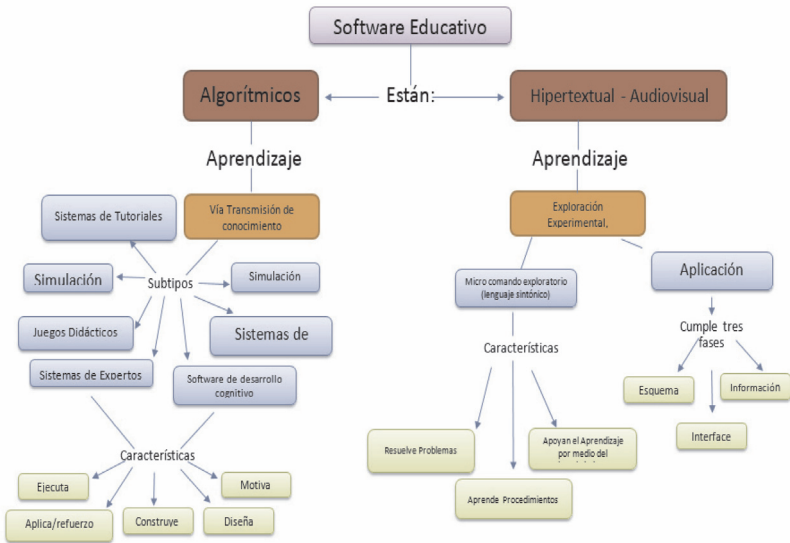 Software Educativo
Algorítmicos
Están:
Hipertextual - Audiovisual
Aprendizaje
Aprendizaje
Sistemas de Tutoriales
Vía Transmisión de
conocimiento
Exploración
Experimental,
Simulación
Subtipos
Simulación
Micro comando exploratorio
(lenguaje sintónico)
Aplicación
Juegos Didácticos
Sistemas de
Características
Cumple tres
fases
Sistemas de Expertos
Software de desarrollo
cognitivo
Esquema
Información
Resuelve Problemas
Apoyan el Aprendizaje
por medio del
Interface
Características
Ejecuta
Motiva
Aprende Procedimientos
Aplica/refuerzo
Construye
Diseña